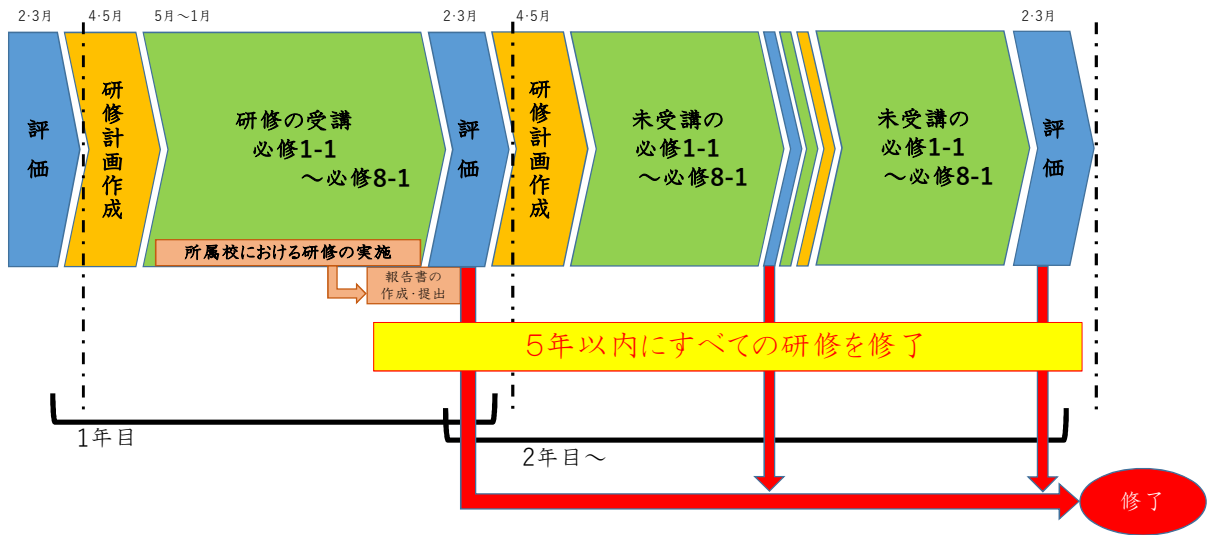 2・3月
4・5月
5月～1月
2・3月
4・5月
2・3月
評価
研修計画作成
研修の受講
必修1-1
～必修8-1
評価
研修計画作成
未受講の
必修1-1
～必修8-1
未受講の
必修1-1
～必修8-1
評価
所属校における研修の実施
報告書の
作成・提出
5年以内にすべての研修を修了
1年目
2年目～
修了